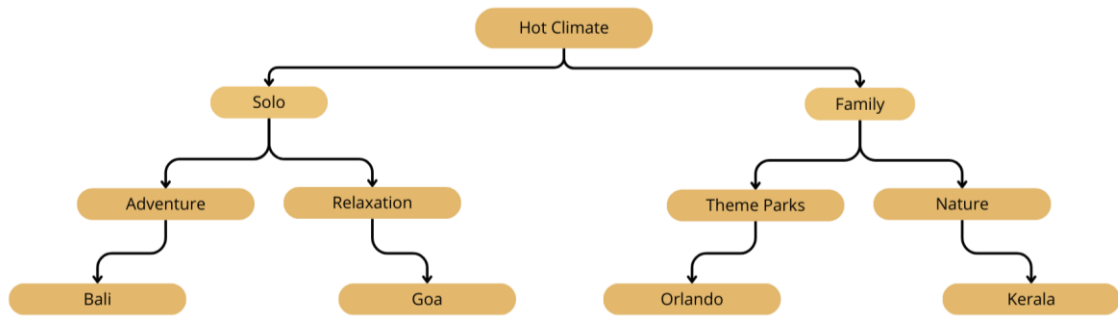 Hot Climate
Solo
Family
Adventure
Relaxation
Theme Parks
Nature
Bali
Goa
Orlando
Kerala